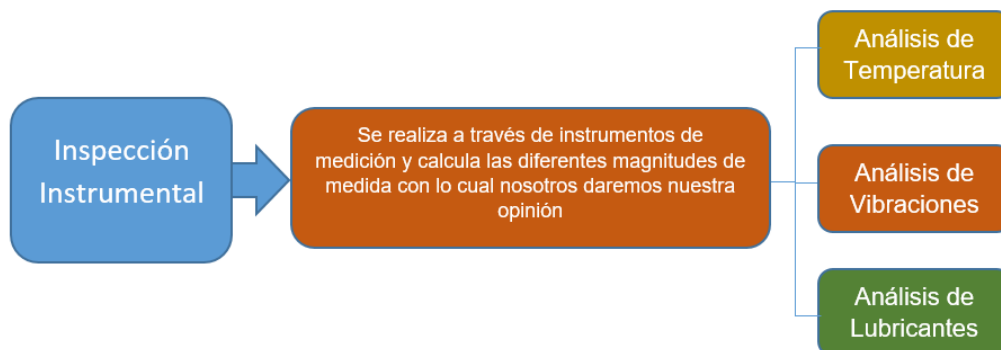 Inspección
Instrumental
Se realiza a través de instrumentos de
medición y calcula las diferentes magnitudes de
medida con lo cual nosotros daremos nuestra
opinión
Análisis de
Temperatura
Análisis de
Vibraciones
Análisis de
Lubricantes